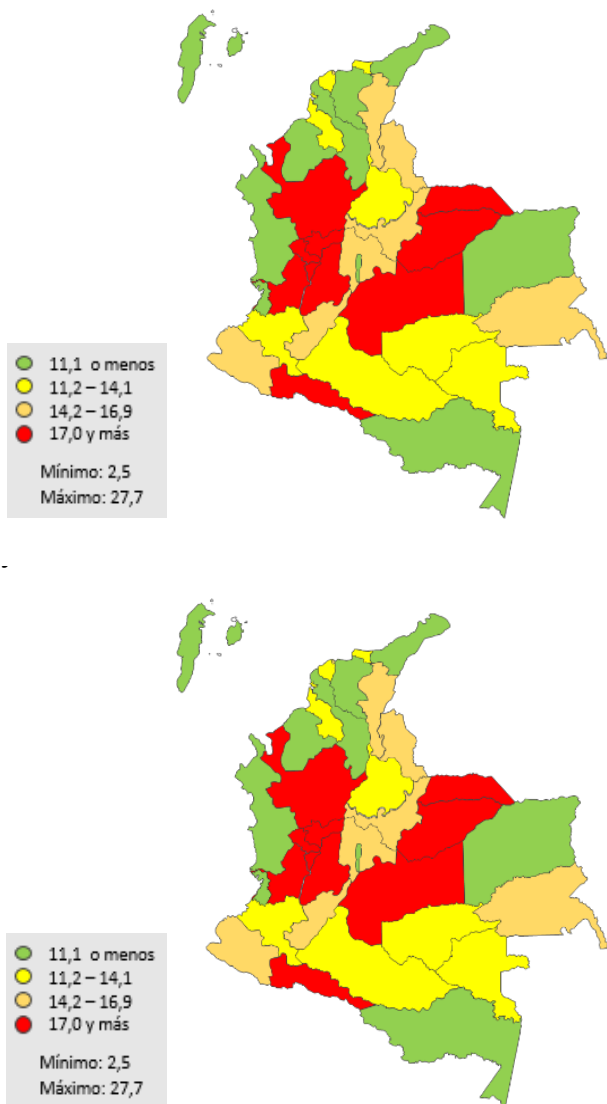 11,1 o menos
11,2 – 14,1
14,2 – 16,9
17,0 y más
Mínimo: 2,5
Máximo: 27,7
11,1 o menos
11,2 – 14,1
14,2 – 16,9
17,0 y más
Mínimo: 2,5
Máximo: 27,7